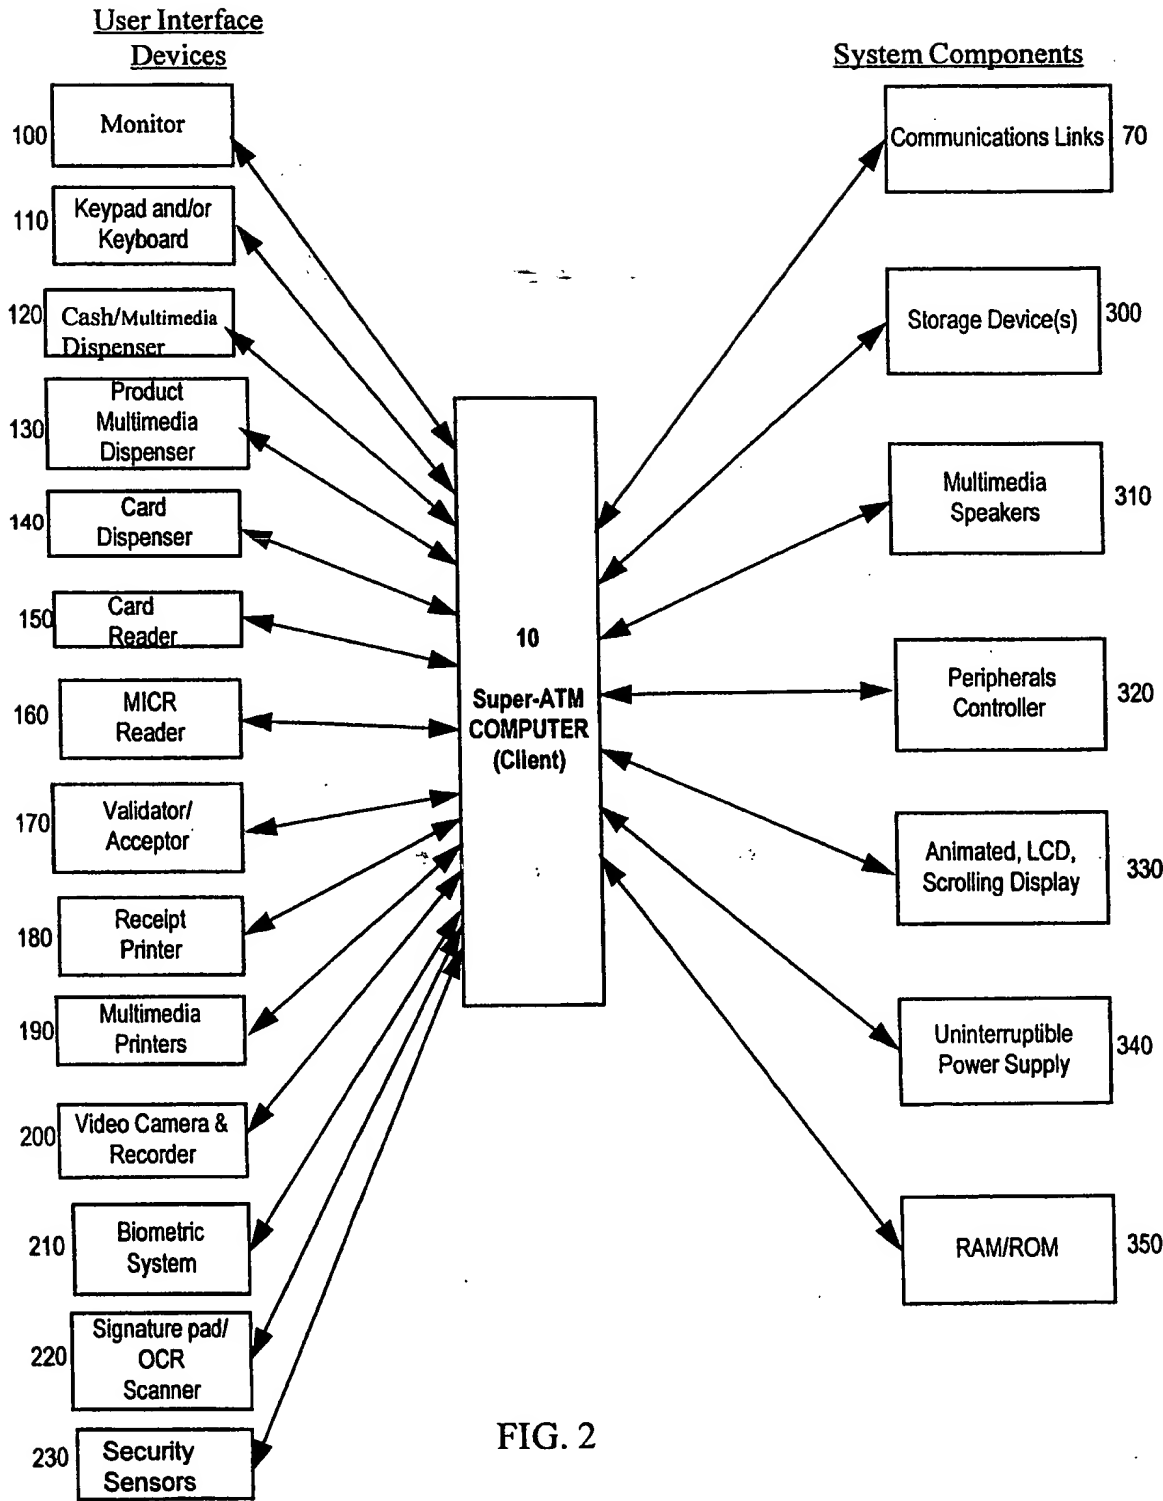 User Interface
Devices
100
Monitor
110
Keypad and/or
Keyboard
120
Cash/Multimedia
Dispenser
130
Product
Multimedia
Dispenser
140
Card
Dispenser
150
Card
Reader
160
MICR
Reader
170
Validator/
Acceptor
180
Receipt
Printer
190
Multimedia
Printers
200
Video Camera &
Recorder
210
Biometric
System
220
Signature pad/
OCR
Scanner
230
Security
Sensors
10
Super-ATM
COMPUTER
(Client)
System Components
Communications Links
70
Storage Device(s)
300
Multimedia
Speakers
310
Peripherals
Controller
320
Animated, LCD,
Scrolling Display
330
Uninterruptible
Power Supply
340
RAM/ROM
350
FIG. 2